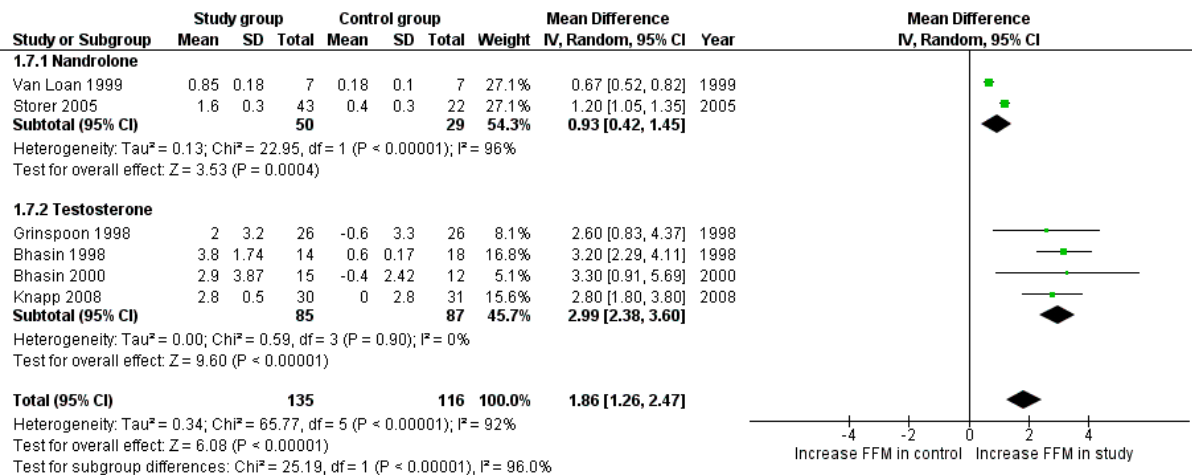 Study group Control group Mean Difference Mean Difference
Study or Subgroup Mean SD Total Mean SD Total Weight IV, Random, 95% CI Year IV, Random, 95% CI
1.7.1 Nandrolone
Van Loan 1999 0.85 0.18 7 0.18 0.1 7 27.1% 0.67 [0.52, 0.82] 1999
Storer 2005 1.6 0.3 43 0.4 0.3 22 27.1% 1.20 [1.05, 1.35] 2005
Subtotal (95% CI) 50 29 54.3% 0.93 [0.42, 1.45]
Heterogeneity: Tau² = 0.13; Chi² = 22.95, df = 1 (P < 0.00001); I² = 96%
Test for overall effect: Z = 3.53 (P = 0.0004)
1.7.2 Testosterone
Grinspoon 1998 2 3.2 26 -0.6 3.3 26 8.1% 2.60 [0.83, 4.37] 1998
Bhasin 1998 3.8 1.74 14 0.6 0.17 18 16.8% 3.20 [2.29, 4.11] 1998
Bhasin 2000 2.9 3.87 15 -0.4 2.42 12 5.1% 3.30 [0.91, 5.69] 2000
Knapp 2008 2.8 0.5 30 0 2.8 31 15.6% 2.80 [1.80, 3.80] 2008
Subtotal (95% CI) 85 87 45.7% 2.99 [2.38, 3.60]
Heterogeneity: Tau² = 0.00; Chi² = 0.59, df = 3 (P = 0.90); I² = 0%
Test for overall effect: Z = 9.60 (P < 0.00001)
Total (95% CI) 135 116 100.0% 1.86 [1.26, 2.47]
Heterogeneity: Tau² = 0.34; Chi² = 65.77, df = 5 (P < 0.00001); I² = 92%
Test for overall effect: Z = 6.08 (P < 0.00001)
Test for subgroup differences: Chi² = 25.19, df = 1 (P < 0.00001), I² = 96.0%
-4 -2 0 2 4
Increase FFM in control Increase FFM in study